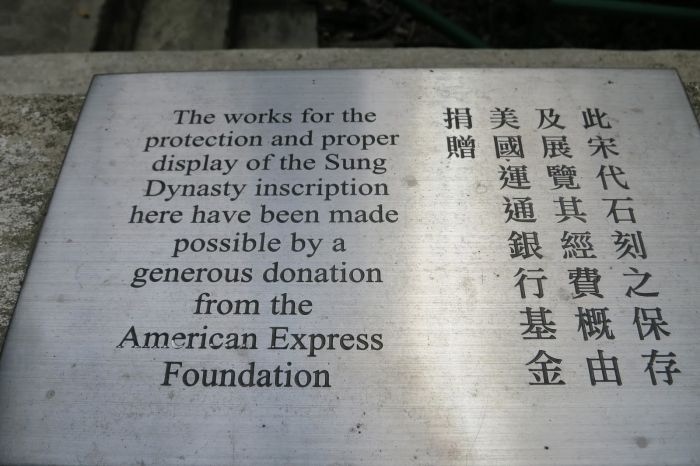 The works for the
protection and proper
display of the Sung
Dynasty inscription
here have been made
possible by a
generous donation
from the
American Express
Foundation
此宋代石刻之保存
及展覽其經費概由
美國運通銀行基金
捐贈